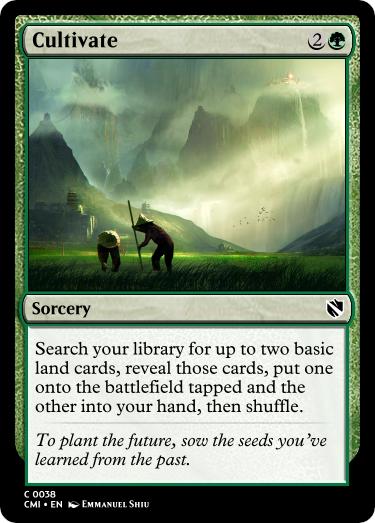 Cultivate 2
Sorcery
Search your library for up to two basic
land cards, reveal those cards, put one
onto the battlefield tapped and the
other into your hand, then shuffle.
To plant the future, sow the seeds you've
learned from the past.
C 0038
CMI • EN Emmanuel Shiu